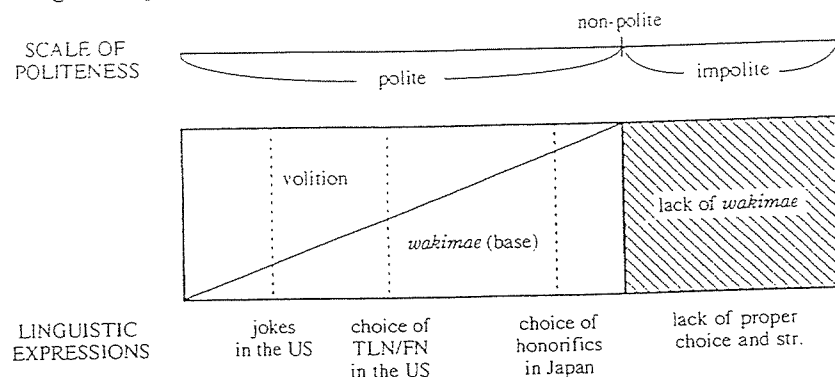 non-polite
SCALE OF
POLITENESS
polite
impolite
volition
lack of wakimae
wakimae (base)
LINGUISTIC
EXPRESSIONS
jokes
in the US
choice of
TLN/FN
in the US
choice of
honorifics
in Japan
lack of proper
choice and str.